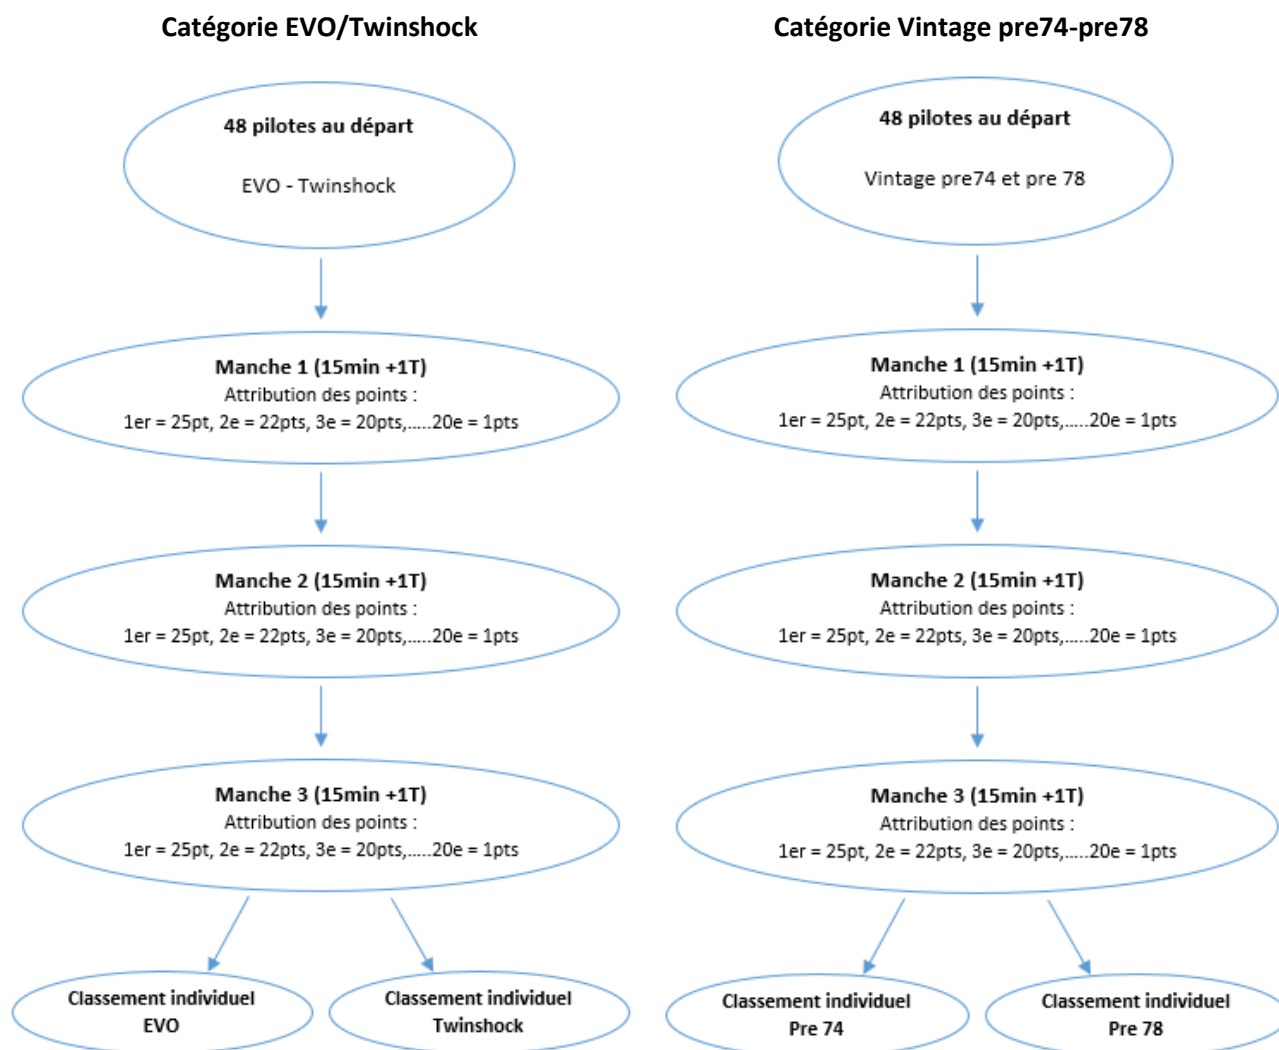 Catégorie EVO/Twinshock
48 pilotes au départ
EVO - Twinshock
Manche 1 (15min +1T)
Attribution des points :
1er = 25pt, 2e = 22pts, 3e = 20pts,.....20e = 1pts
Manche 2 (15min +1T)
Attribution des points :
1er = 25pt, 2e = 22pts, 3e = 20pts,.....20e = 1pts
Manche 3 (15min +1T)
Attribution des points :
1er = 25pt, 2e = 22pts, 3e = 20pts,.....20e = 1pts
Classement individuel
EVO
Classement individuel
Twinshock
Catégorie Vintage pre74-pre78
48 pilotes au départ
Vintage pre74 et pre 78
Manche 1 (15min +1T)
Attribution des points :
1er = 25pt, 2e = 22pts, 3e = 20pts,.....20e = 1pts
Manche 2 (15min +1T)
Attribution des points :
1er = 25pt, 2e = 22pts, 3e = 20pts,.....20e = 1pts
Manche 3 (15min +1T)
Attribution des points :
1er = 25pt, 2e = 22pts, 3e = 20pts,.....20e = 1pts
Classement individuel
Pre 74
Classement individuel
Pre 78